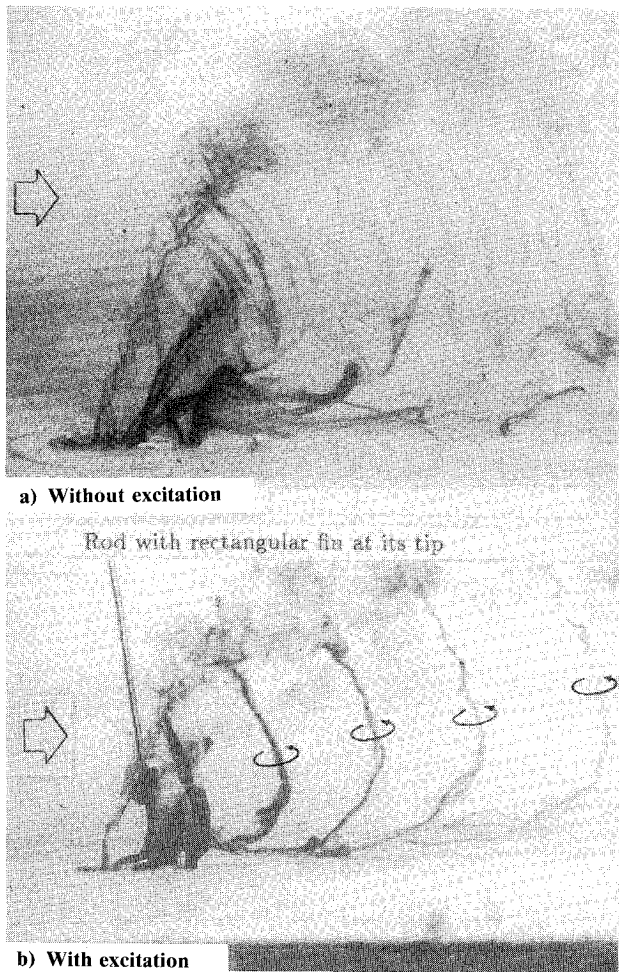 a) Without excitation
Rod with rectangular fin at its tip
b) With excitation